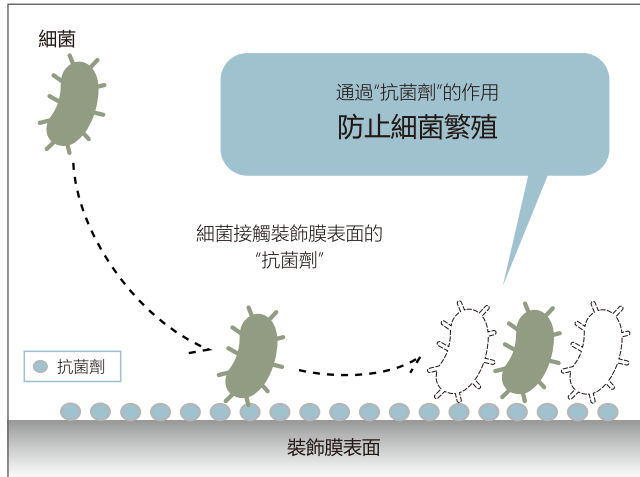 細菌
通過“抗菌劑”的作用
防止細菌繁殖
細菌接觸裝飾膜表面的
“抗菌劑”
抗菌劑
裝飾膜表面